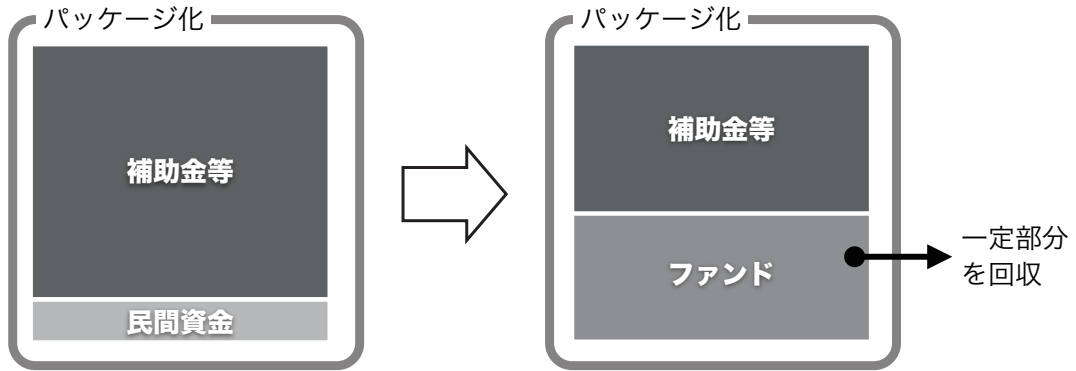 パッケージ化
補助金等
民間資金
パッケージ化
補助金等
ファンド
一定部分
を回収